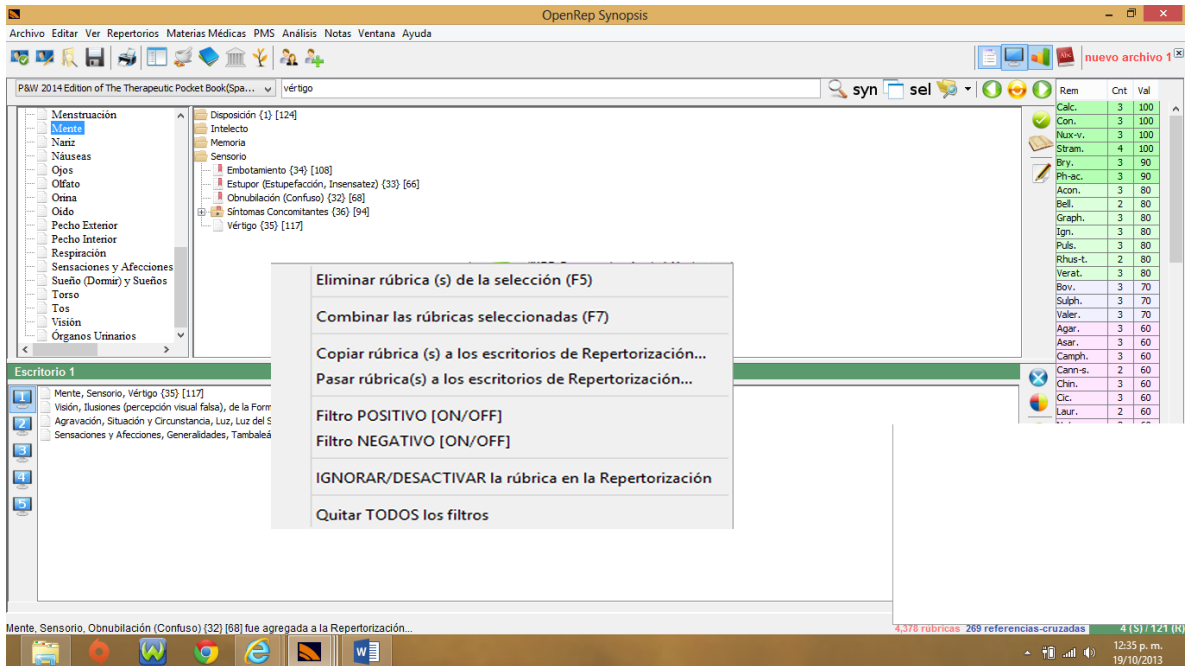 OpenRep Synopsis
Archivo Editar Ver Repertorios Materias Médicas PMS Análisis Notas Ventana Ayuda
nuevo archivo 1
P&W 2014 Edition of The Therapeutic Pocket Book(Spa... vértigo syn sel
Rem Cnt Val
Menstruación
Mente
Nariz
Náuseas
Ojos
Olfato
Orina
Oido
Pecho Exterior
Pecho Interior
Respiración
Sensaciones y Afecciones
Sueño (Dormir) y Sueños
Torso
Tos
Visión
Órganos Urinarios
Disposición {1} [124]
Intelecto
Memoria
Sensorio
Embotamiento {34} [108]
Estupor (Estupefacción, Insensatez) {33} [66]
Obnubilación (Confuso) {32} [68]
Síntomas Concomitantes {36} [94]
Vértigo {35} [117]
Calc. 3 100
Con. 3 100
Nux-v. 3 100
Stram. 4 100
Bry. 3 90
Ph-ac. 3 90
Acon. 3 80
Bell. 2 80
Graph. 3 80
Ign. 3 80
Puls. 3 80
Rhus-t. 2 80
Verat. 3 80
Bov. 3 70
Sulph. 3 70
Valer. 3 70
Agar. 3 60
Asar. 3 60
Camph. 3 60
Cann-s. 2 60
Chin. 3 60
Cic. 3 60
Laur. 2 60
Eliminar rúbrica (s) de la selección (F5)
Combinar las rúbricas seleccionadas (F7)
Copiar rúbrica (s) a los escritorios de Repertorización...
Pasar rúbrica(s) a los escritorios de Repertorización...
Filtro POSITIVO [ON/OFF]
Filtro NEGATIVO [ON/OFF]
IGNORAR/DESACTIVAR la rúbrica en la Repertorización
Quitar TODOS los filtros
Escritorio 1
1
2
3
4
5
Mente, Sensorio, Vértigo {35} [117]
Visión, Ilusiones (percepción visual falsa), de la Form
Agravación, Situación y Circunstancia, Luz, Luz del S
Sensaciones y Afecciones, Generalidades, Tambaleá
Mente, Sensorio, Obnubilación (Confuso) {32} [68] fue agregada a la Repertorización...
4,378 rúbricas 269 referencias-cruzadas 4 (S) / 121 (R)
12:35 p. m.
19/10/2013